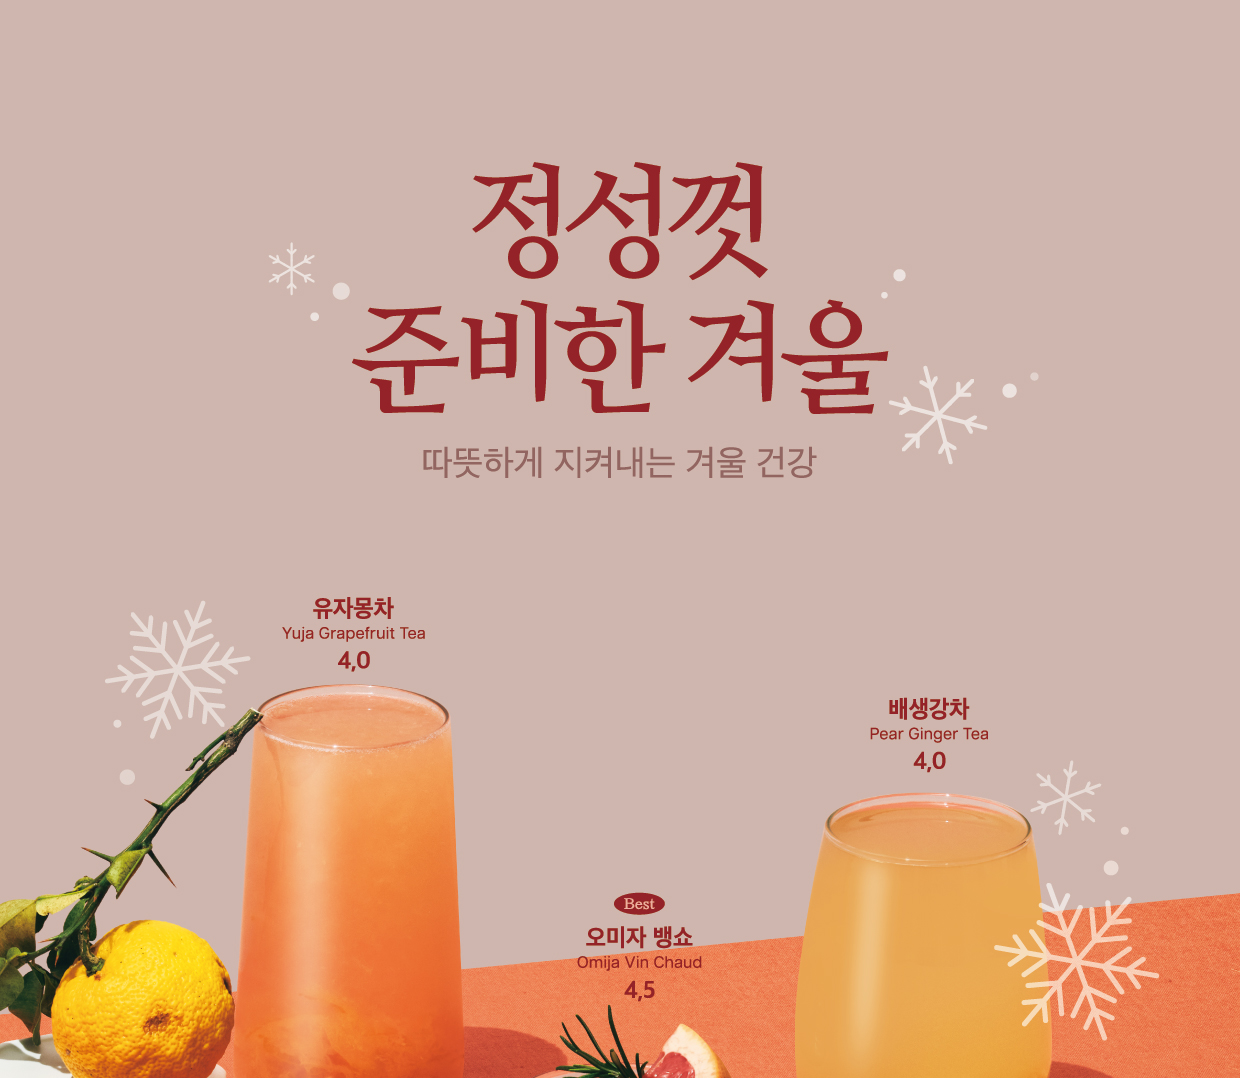 정성껏
준비한 겨울
따뜻하게 지켜내는 겨울 건강
유자몽차
Yuja Grapefruit Tea
4,0
배생강차
Pear Ginger Tea
4,0
Best
오미자 뱅쇼
Omija Vin Chaud
4,5